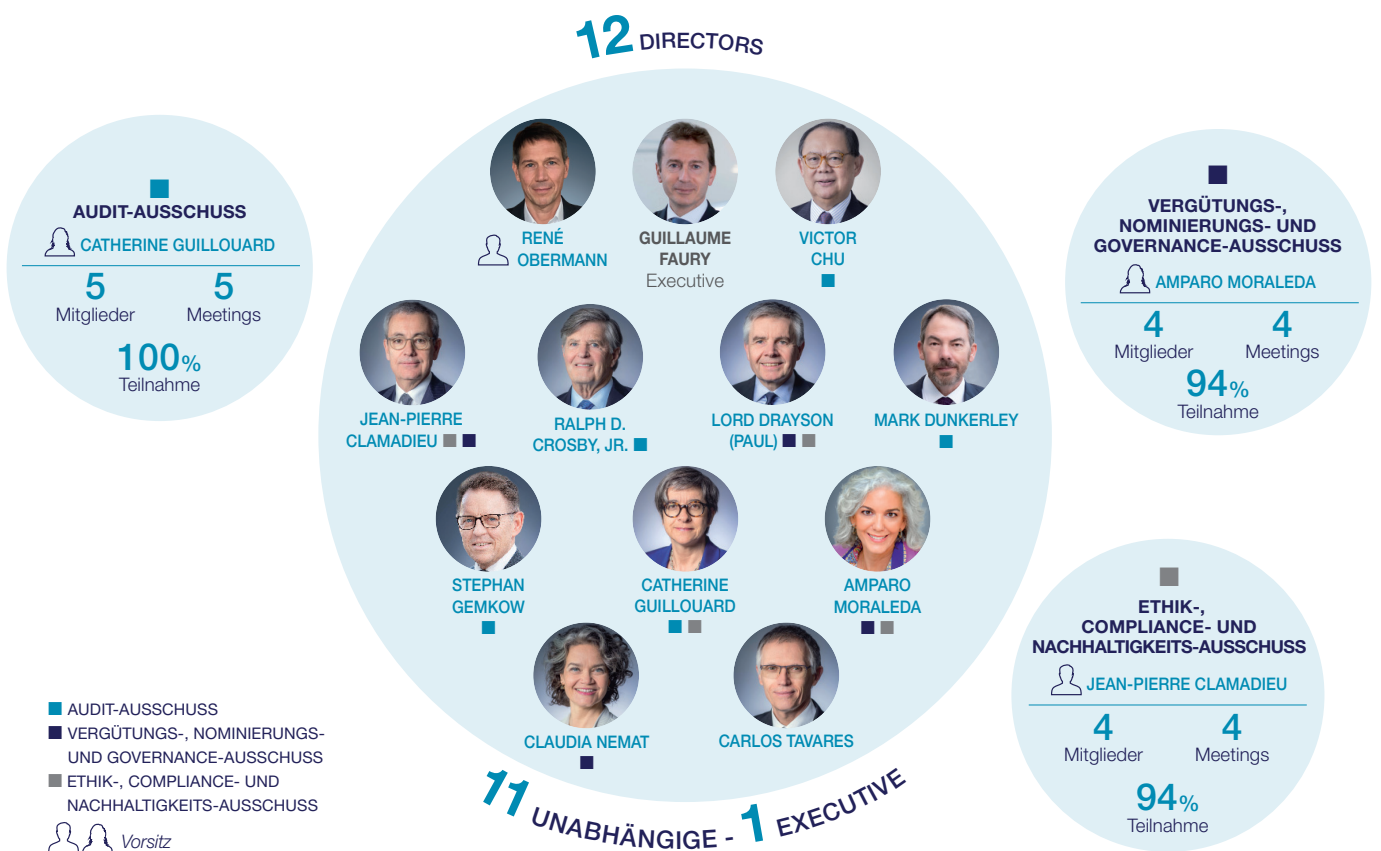 12 DIRECTORS
AUDIT-AUSSCHUSS
CATHERINE GUILLOUARD
5 5
Mitglieder Meetings
100%
Teilnahme
RENÉ
OBERMANN
GUILLAUME
FAURY
Executive
VICTOR
CHU
JEAN-PIERRE
CLAMADIEU
RALPH D.
CROSBY, JR.
LORD DRAYSON
(PAUL)
MARK DUNKERLEY
STEPHAN
GEMKOW
CATHERINE
GUILLOUARD
AMPARO
MORALEDA
CLAUDIA NEMAT
CARLOS TAVARES
11 UNABHÄNGIGE - 1 EXECUTIVE
VERGÜTUNGS-,
NOMINIERUNGS- UND
GOVERNANCE-AUSSCHUSS
AMPARO MORALEDA
4 4
Mitglieder Meetings
94%
Teilnahme
ETHIK-,
COMPLIANCE- UND
NACHHALTIGKEITS-AUSSCHUSS
JEAN-PIERRE CLAMADIEU
4 4
Mitglieder Meetings
94%
Teilnahme
AUDIT-AUSSCHUSS
VERGÜTUNGS-, NOMINIERUNGS-
UND GOVERNANCE-AUSSCHUSS
ETHIK-, COMPLIANCE- UND
NACHHALTIGKEITS-AUSSCHUSS
Vorsitz